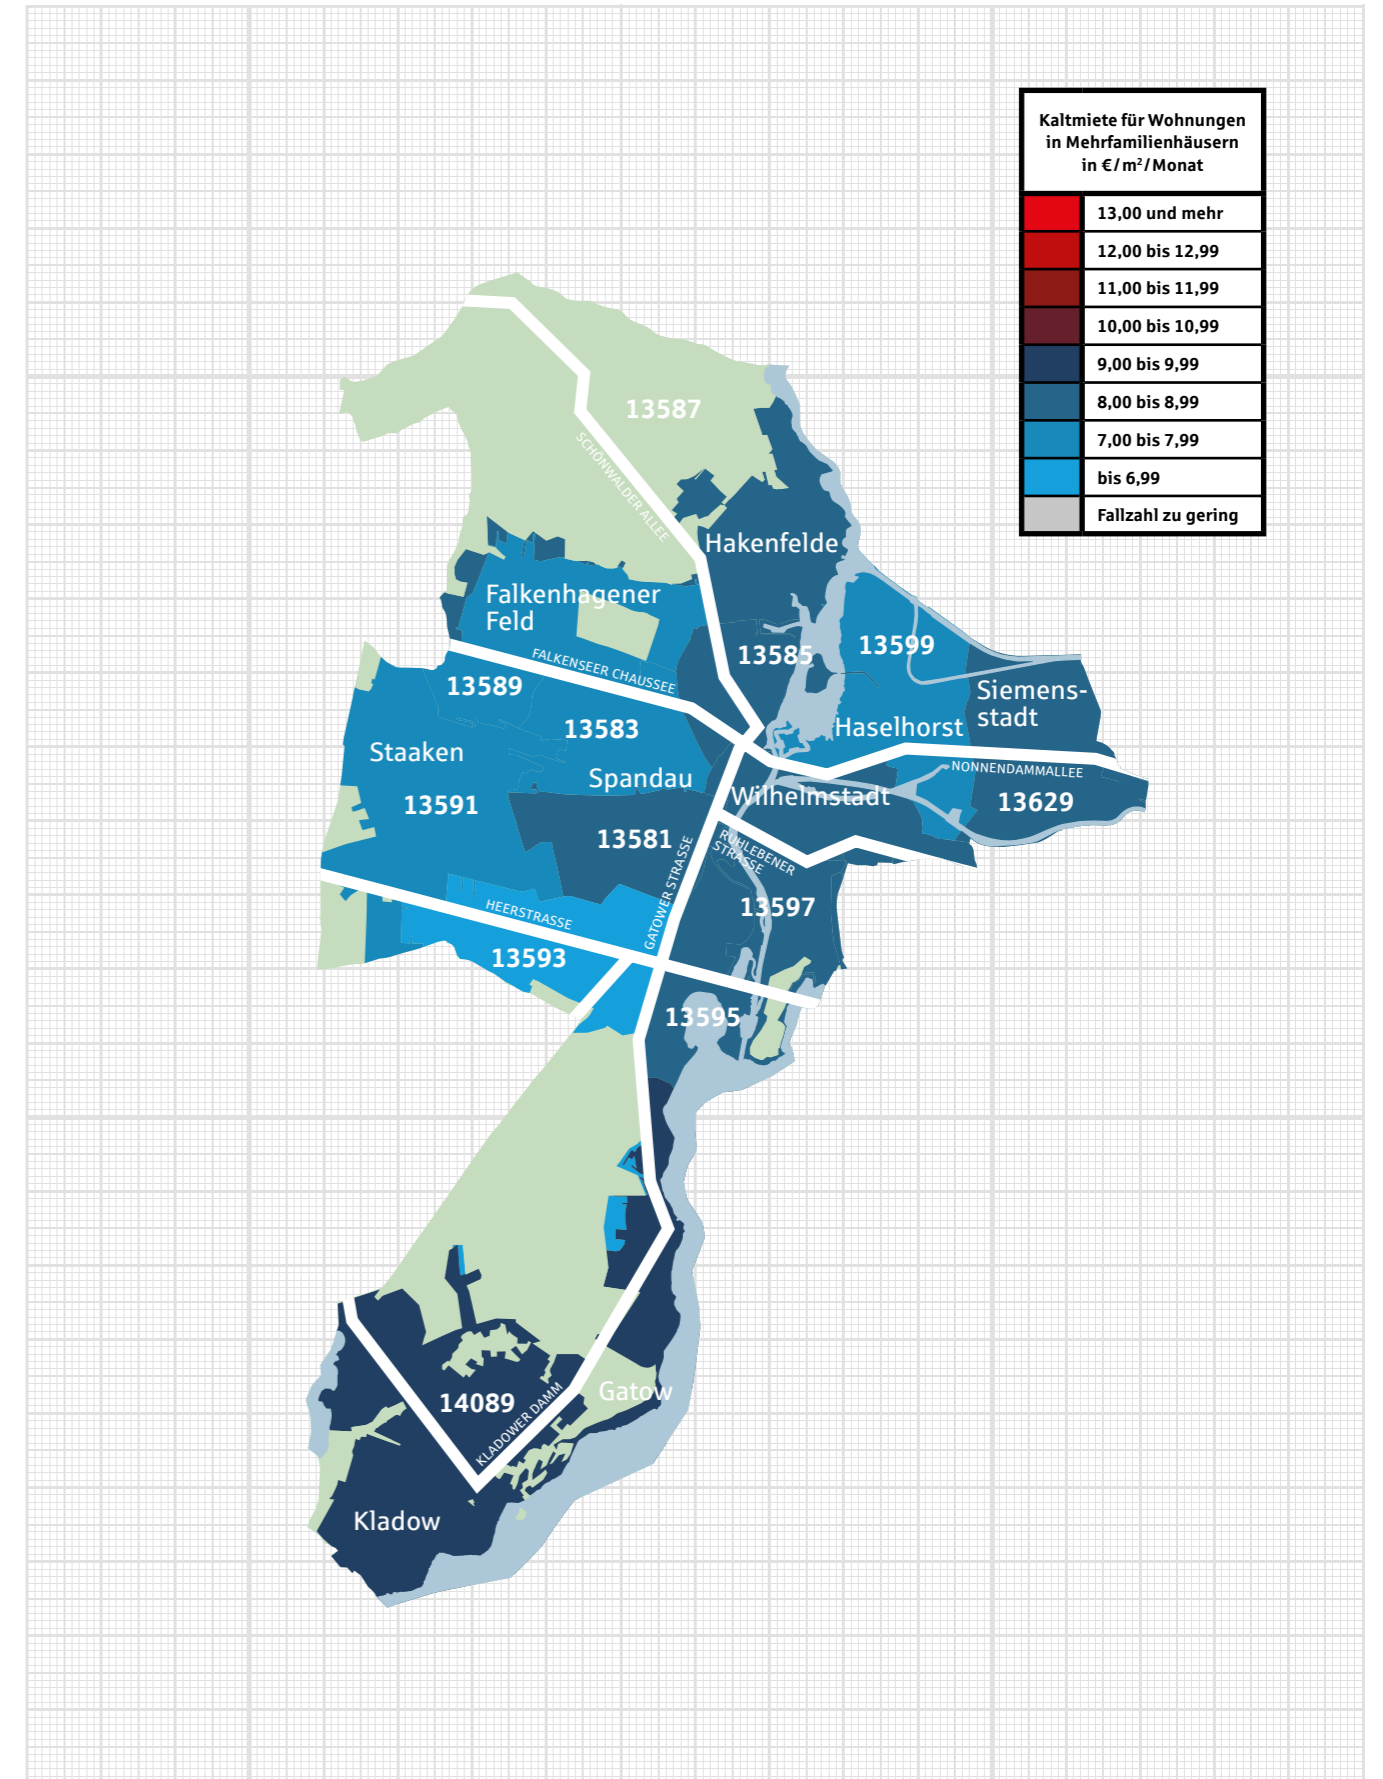 Kaltmiete für Wohnungen
in Mehrfamilienhäusern
in €/m²/Monat
13,00 und mehr
12,00 bis 12,99
11,00 bis 11,99
10,00 bis 10,99
9,00 bis 9,99
8,00 bis 8,99
7,00 bis 7,99
bis 6,99
Fallzahl zu gering
13587
SCHÖNWALDER ALLEE
Hakenfelde
Falkenhagener
Feld
FALKENSEER CHAUSSEE
13585
13599
13589
Siemens-
stadt
13583
Haselhorst
Staaken
Spandau
NONNENDAMMALLEE
Wilhelmstadt
13591
13629
13581
RUHLEBENER
STRASSE
GATOWER STRASSE
HEERSTRASSE
13597
13593
13595
14089
KLADOWER DAMM
Gatow
Kladow